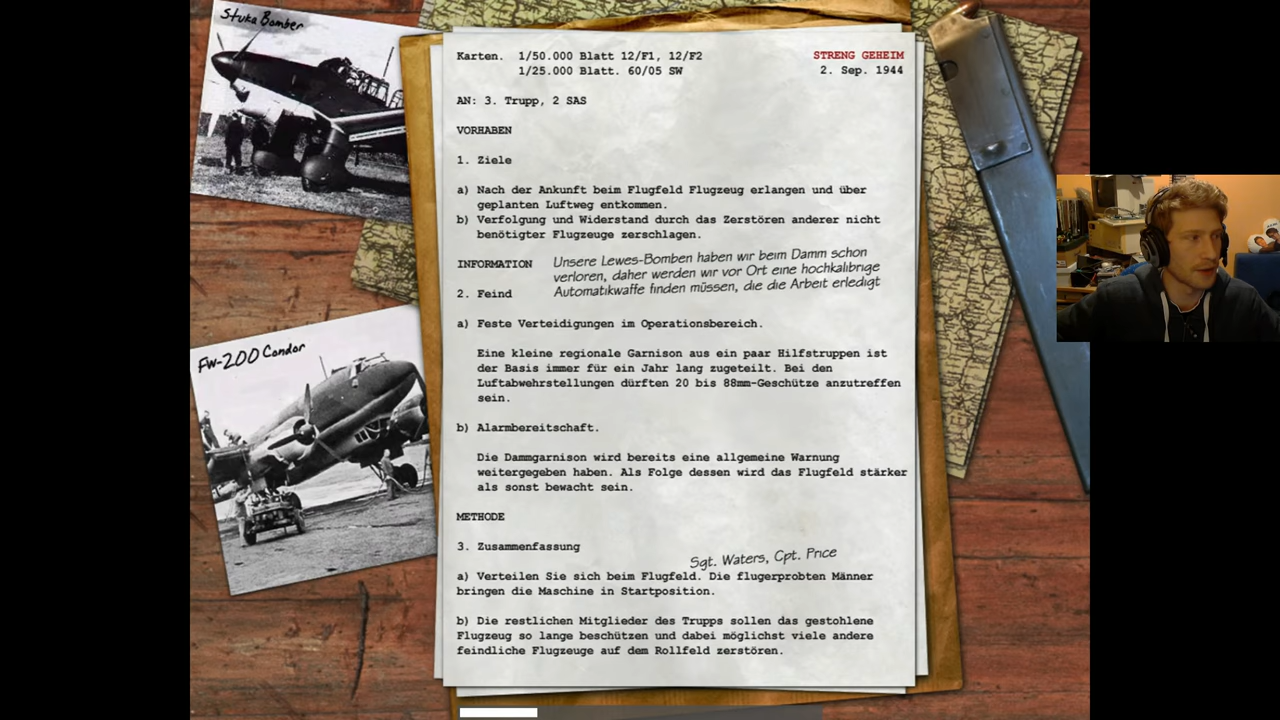 Stuka Bomber
Karten. 1/50.000 Blatt 12/F1, 12/F2
STRENG GEHEIM
1/25.000 Blatt. 60/05 SW
2. Sep. 1944
AN: 3. Trupp, 2 SAS
VORHABEN
1. Ziele
a) Nach der Ankunft beim Flugfeld Flugzeug erlangen und über
geplanten Luftweg entkommen.
b) Verfolgung und Widerstand durch das Zerstören anderer nicht
benötigter Flugzeuge zerschlagen.
INFORMATION
Unsere Lewes-Bomben haben wir beim Damm schon
verloren, daher werden wir vor Ort eine hochkalibrige
Automatikwaffe finden müssen, die die Arbeit erledigt
2. Feind
a) Feste Verteidigungen im Operationsbereich.
Eine kleine regionale Garnison aus ein paar Hilfstruppen ist
der Basis immer für ein Jahr lang zugeteilt. Bei den
Luftabwehrstellungen dürften 20 bis 88mm-Geschütze anzutreffen
sein.
Fw-200 Condor
b) Alarmbereitschaft.
Die Dammgarnison wird bereits eine allgemeine Warnung
weitergegeben haben. Als Folge dessen wird das Flugfeld stärker
als sonst bewacht sein.
METHODE
3. Zusammenfassung
Sgt. Waters, Cpt. Price
a) Verteilen Sie sich beim Flugfeld. Die flugerprobten Männer
bringen die Maschine in Startposition.
b) Die restlichen Mitglieder des Trupps sollen das gestohlene
Flugzeug so lange beschützen und dabei möglichst viele andere
feindliche Flugzeuge auf dem Rollfeld zerstören.